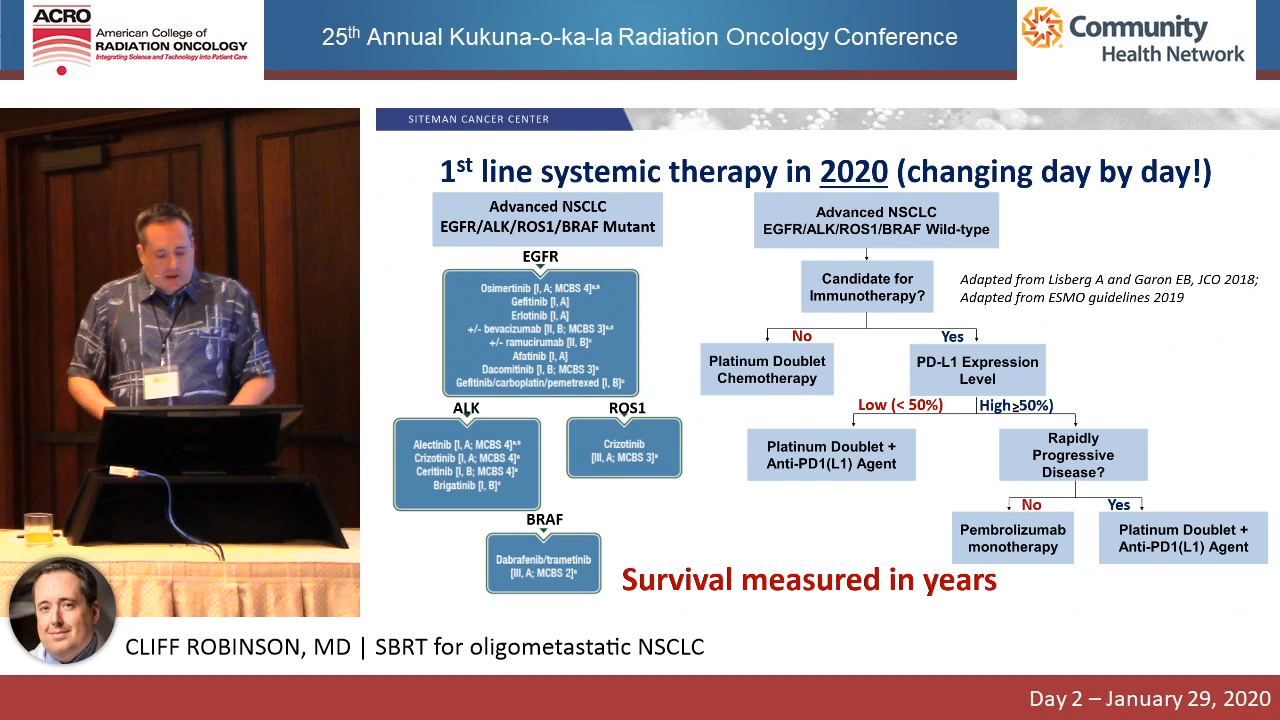 ACRO
American College of
RADIATION ONCOLOGY
Integrating Science and Technology Into Patient Care
25th Annual Kukuna-o-ka-la Radiation Oncology Conference
Community
Health Network
SITEMAN CANCER CENTER
1st line systemic therapy in 2020 (changing day by day!)
Advanced NSCLC
EGFR/ALK/ROS1/BRAF Mutant
EGFR
Osimertinib [I, A; MCBS 4]a,b
Gefitinib [I, A]
Erlotinib [I, A]
+/- bevacizumab [II, B; MCBS 3]a,d
+/- ramucirumab [II, B]c
Afatinib [I, A]
Dacomitinib [I, B; MCBS 3]a
Gefitinib/carboplatin/pemetrexed [I, B]c
ALK
Alectinib [I, A; MCBS 4]a,b
Crizotinib [I, A; MCBS 4]a
Ceritinib [I, B; MCBS 4]a
Brigatinib [I, B]c
ROS1
Crizotinib
[III, A; MCBS 3]a
BRAF
Dabrafenib/trametinib
[III, A; MCBS 2]a
Advanced NSCLC
EGFR/ALK/ROS1/BRAF Wild-type
Candidate for
Immunotherapy?
Adapted from Lisberg A and Garon EB, JCO 2018;
Adapted from ESMO guidelines 2019
No
Yes
Platinum Doublet
Chemotherapy
PD-L1 Expression
Level
Low (< 50%)
High≥50%)
Platinum Doublet +
Anti-PD1(L1) Agent
Rapidly
Progressive
Disease?
No
Yes
Pembrolizumab
monotherapy
Platinum Doublet +
Anti-PD1(L1) Agent
Survival measured in years
CLIFF ROBINSON, MD | SBRT for oligometastatic NSCLC
Day 2 – January 29, 2020